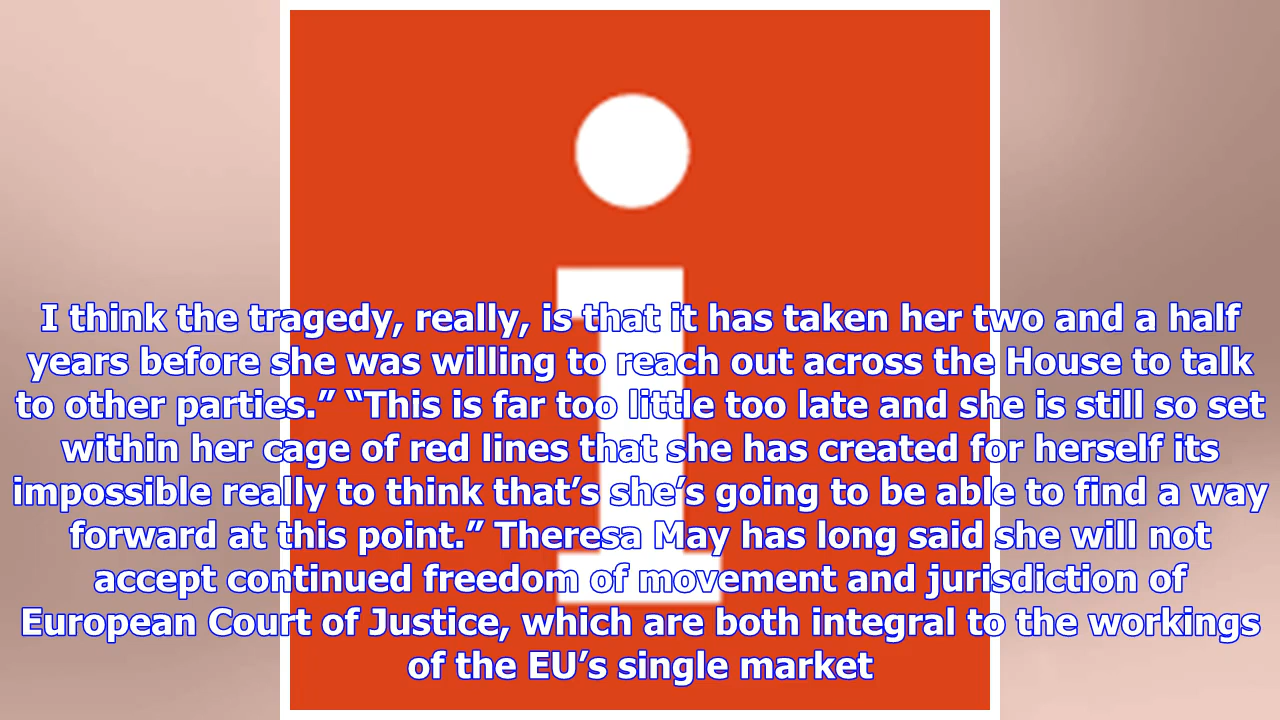 I think the tragedy, really, is that it has taken her two and a half
years before she was willing to reach out across the House to talk
to other parties.” “This is far too little too late and she is still so set
within her cage of red lines that she has created for herself its
impossible really to think that’s she’s going to be able to find a way
forward at this point.” Theresa May has long said she will not
accept continued freedom of movement and jurisdiction of
European Court of Justice, which are both integral to the workings
of the EU’s single market